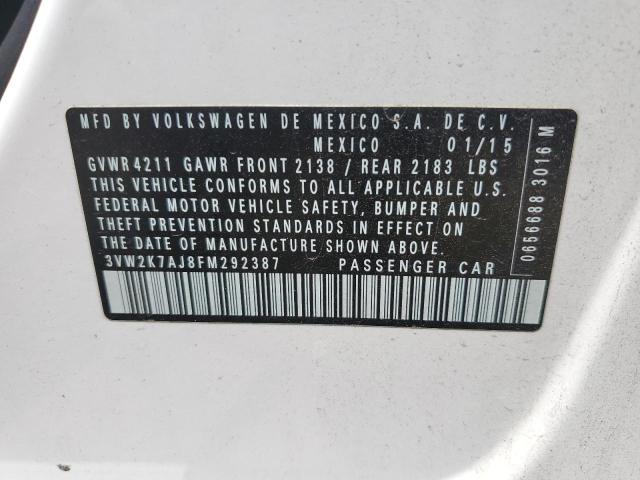 MFD BY VOLKSWAGEN DE MEXICO S.A. DE C.V.
MEXICO 01/15
GVWR 4211 GAWR FRONT 2138 / REAR 2183 LBS
THIS VEHICLE CONFORMS TO ALL APPLICABLE U.S.
FEDERAL MOTOR VEHICLE SAFETY, BUMPER AND
THEFT PREVENTION STANDARDS IN EFFECT ON
THE DATE OF MANUFACTURE SHOWN ABOVE.
3VW2K7AJ8FM292387 PASSENGER CAR
0656688 3016 M